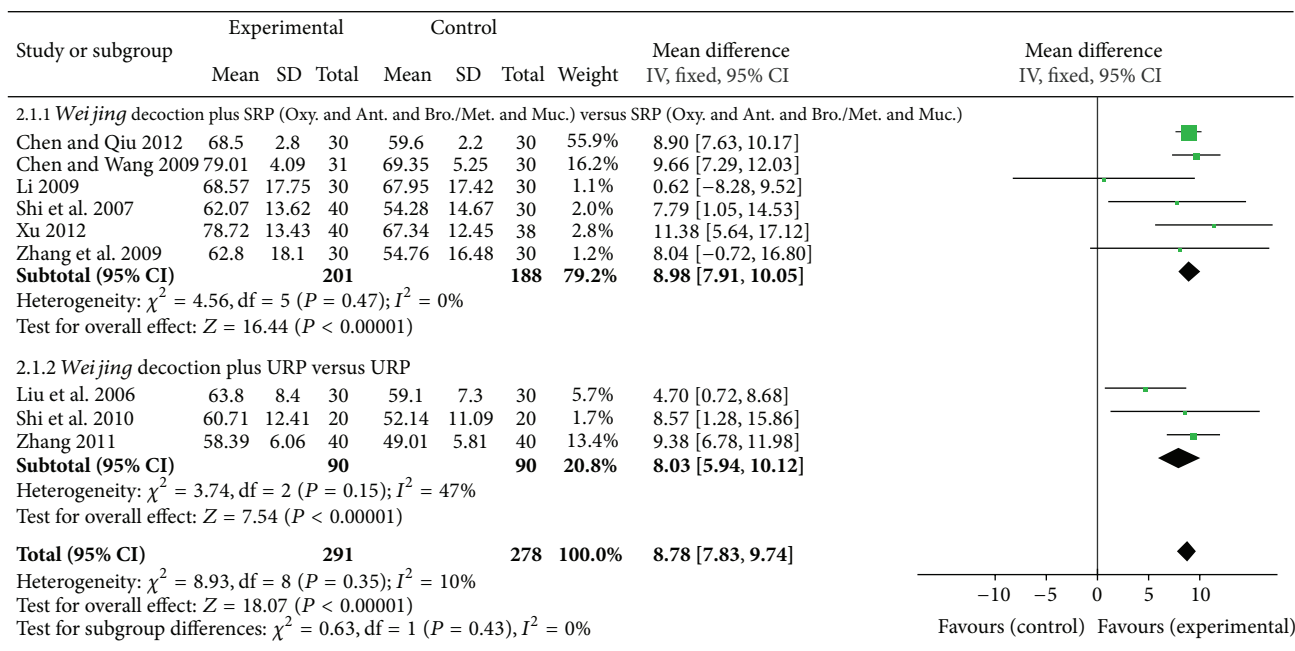 Experimental Control
Study or subgroup Mean difference Mean difference
Mean SD Total Mean SD Total Weight IV, fixed, 95% CI IV, fixed, 95% CI
2.1.1 Wei jing decoction plus SRP (Oxy. and Ant. and Bro./Met. and Muc.) versus SRP (Oxy. and Ant. and Bro./Met. and Muc.)
Chen and Qiu 2012 68.5 2.8 30 59.6 2.2 30 55.9% 8.90 [7.63, 10.17]
Chen and Wang 2009 79.01 4.09 31 69.35 5.25 30 16.2% 9.66 [7.29, 12.03]
Li 2009 68.57 17.75 30 67.95 17.42 30 1.1% 0.62 [−8.28, 9.52]
Shi et al. 2007 62.07 13.62 40 54.28 14.67 30 2.0% 7.79 [1.05, 14.53]
Xu 2012 78.72 13.43 40 67.34 12.45 38 2.8% 11.38 [5.64, 17.12]
Zhang et al. 2009 62.8 18.1 30 54.76 16.48 30 1.2% 8.04 [−0.72, 16.80]
Subtotal (95% CI) 201 188 79.2% 8.98 [7.91, 10.05]
Heterogeneity: χ² = 4.56, df = 5 (P = 0.47); I² = 0%
Test for overall effect: Z = 16.44 (P < 0.00001)
2.1.2 Wei jing decoction plus URP versus URP
Liu et al. 2006 63.8 8.4 30 59.1 7.3 30 5.7% 4.70 [0.72, 8.68]
Shi et al. 2010 60.71 12.41 20 52.14 11.09 20 1.7% 8.57 [1.28, 15.86]
Zhang 2011 58.39 6.06 40 49.01 5.81 40 13.4% 9.38 [6.78, 11.98]
Subtotal (95% CI) 90 90 20.8% 8.03 [5.94, 10.12]
Heterogeneity: χ² = 3.74, df = 2 (P = 0.15); I² = 47%
Test for overall effect: Z = 7.54 (P < 0.00001)
Total (95% CI) 291 278 100.0% 8.78 [7.83, 9.74]
Heterogeneity: χ² = 8.93, df = 8 (P = 0.35); I² = 10%
Test for overall effect: Z = 18.07 (P < 0.00001)
Test for subgroup differences: χ² = 0.63, df = 1 (P = 0.43), I² = 0%
−10 −5 0 5 10
Favours (control) Favours (experimental)